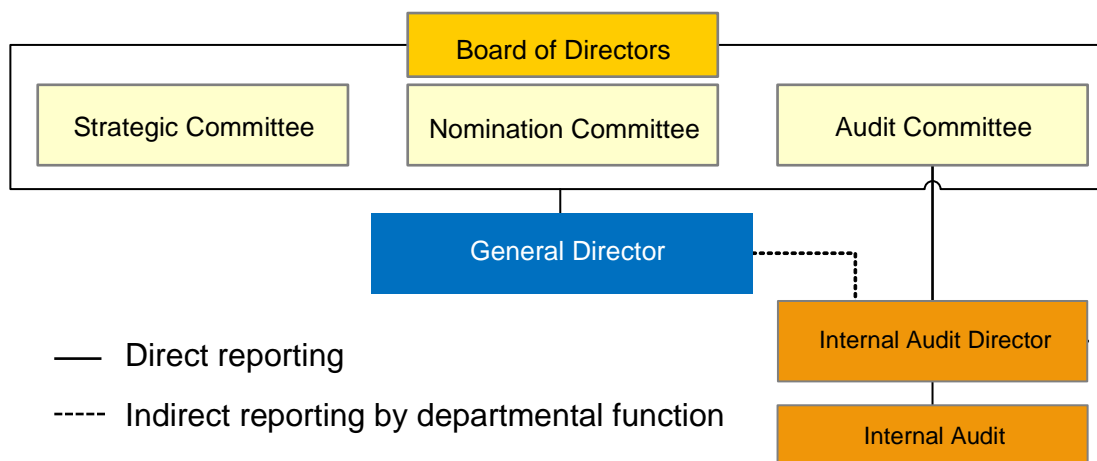 Board of Directors
Strategic Committee
Nomination Committee
Audit Committee
General Director
Internal Audit Director
Direct reporting
Indirect reporting by departmental function
Internal Audit